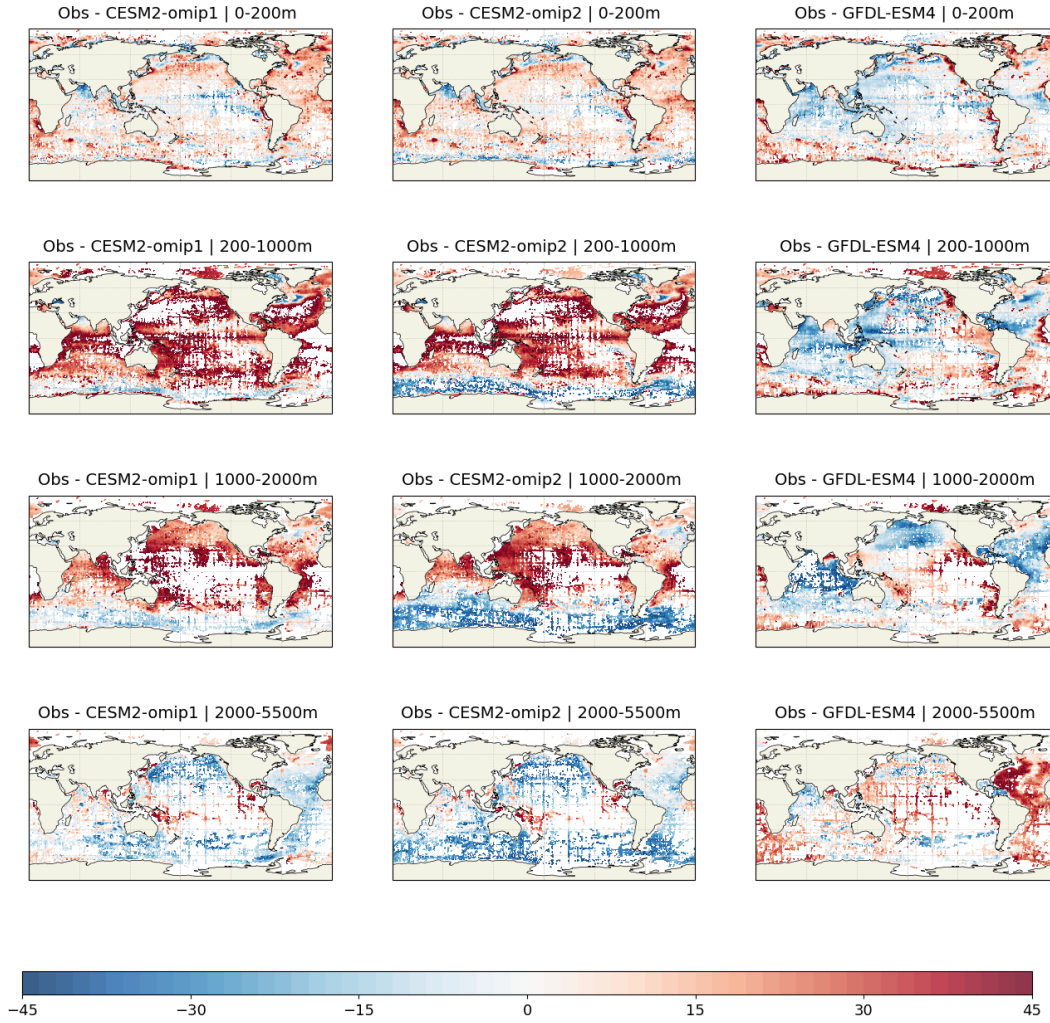 Obs - CESM2-omip1 | 0-200m
Obs - CESM2-omip2 | 0-200m
Obs - GFDL-ESM4 | 0-200m
Obs - CESM2-omip1 | 200-1000m
Obs - CESM2-omip2 | 200-1000m
Obs - GFDL-ESM4 | 200-1000m
Obs - CESM2-omip1 | 1000-2000m
Obs - CESM2-omip2 | 1000-2000m
Obs - GFDL-ESM4 | 1000-2000m
Obs - CESM2-omip1 | 2000-5500m
Obs - CESM2-omip2 | 2000-5500m
Obs - GFDL-ESM4 | 2000-5500m
−45 −30 −15 0 15 30 45